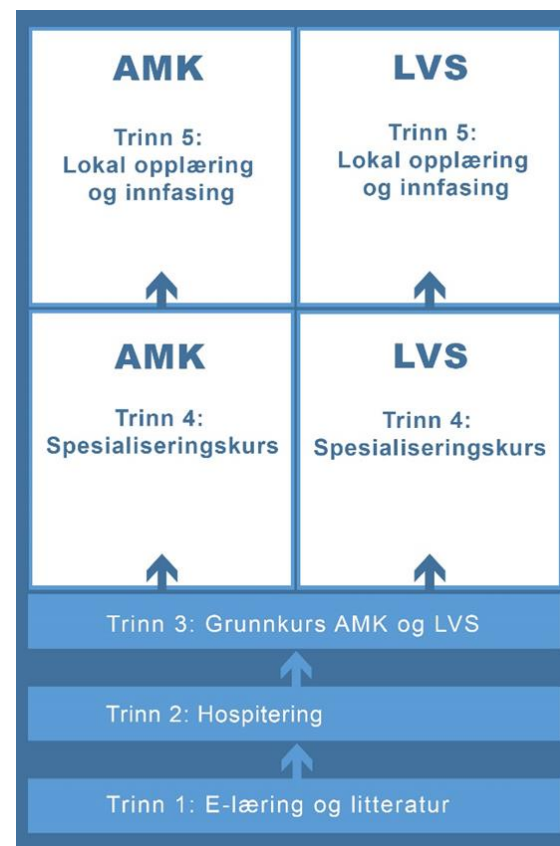 AMK
Trinn 5:
Lokal opplæring
og innfasing
LVS
Trinn 5:
Lokal opplæring
og innfasing
AMK
Trinn 4:
Spesialiseringskurs
LVS
Trinn 4:
Spesialiseringskurs
Trinn 3: Grunnkurs AMK og LVS
Trinn 2: Hospitering
Trinn 1: E-læring og litteratur